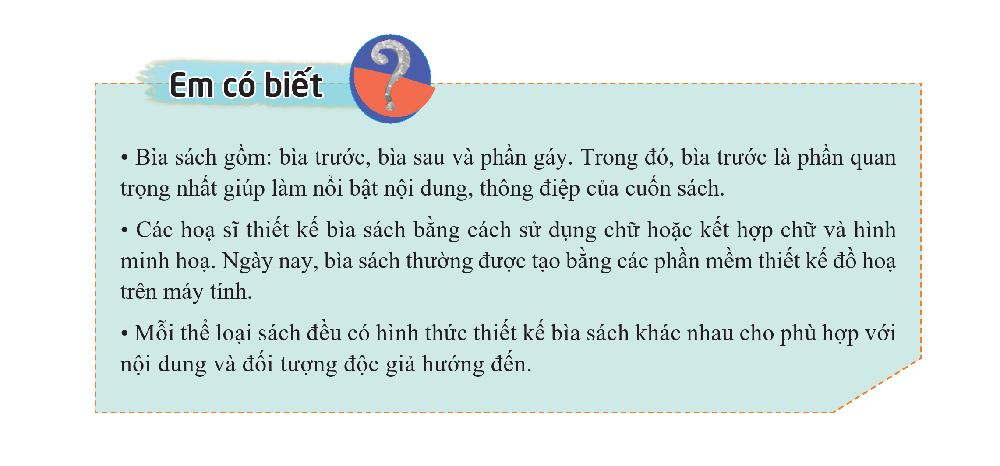 Em có biết
?
• Bìa sách gồm: bìa trước, bìa sau và phần gáy. Trong đó, bìa trước là phần quan
trọng nhất giúp làm nổi bật nội dung, thông điệp của cuốn sách.
• Các hoạ sĩ thiết kế bìa sách bằng cách sử dụng chữ hoặc kết hợp chữ và hình
minh hoạ. Ngày nay, bìa sách thường được tạo bằng các phần mềm thiết kế đồ hoạ
trên máy tính.
• Mỗi thể loại sách đều có hình thức thiết kế bìa sách khác nhau cho phù hợp với
nội dung và đối tượng độc giả hướng đến.